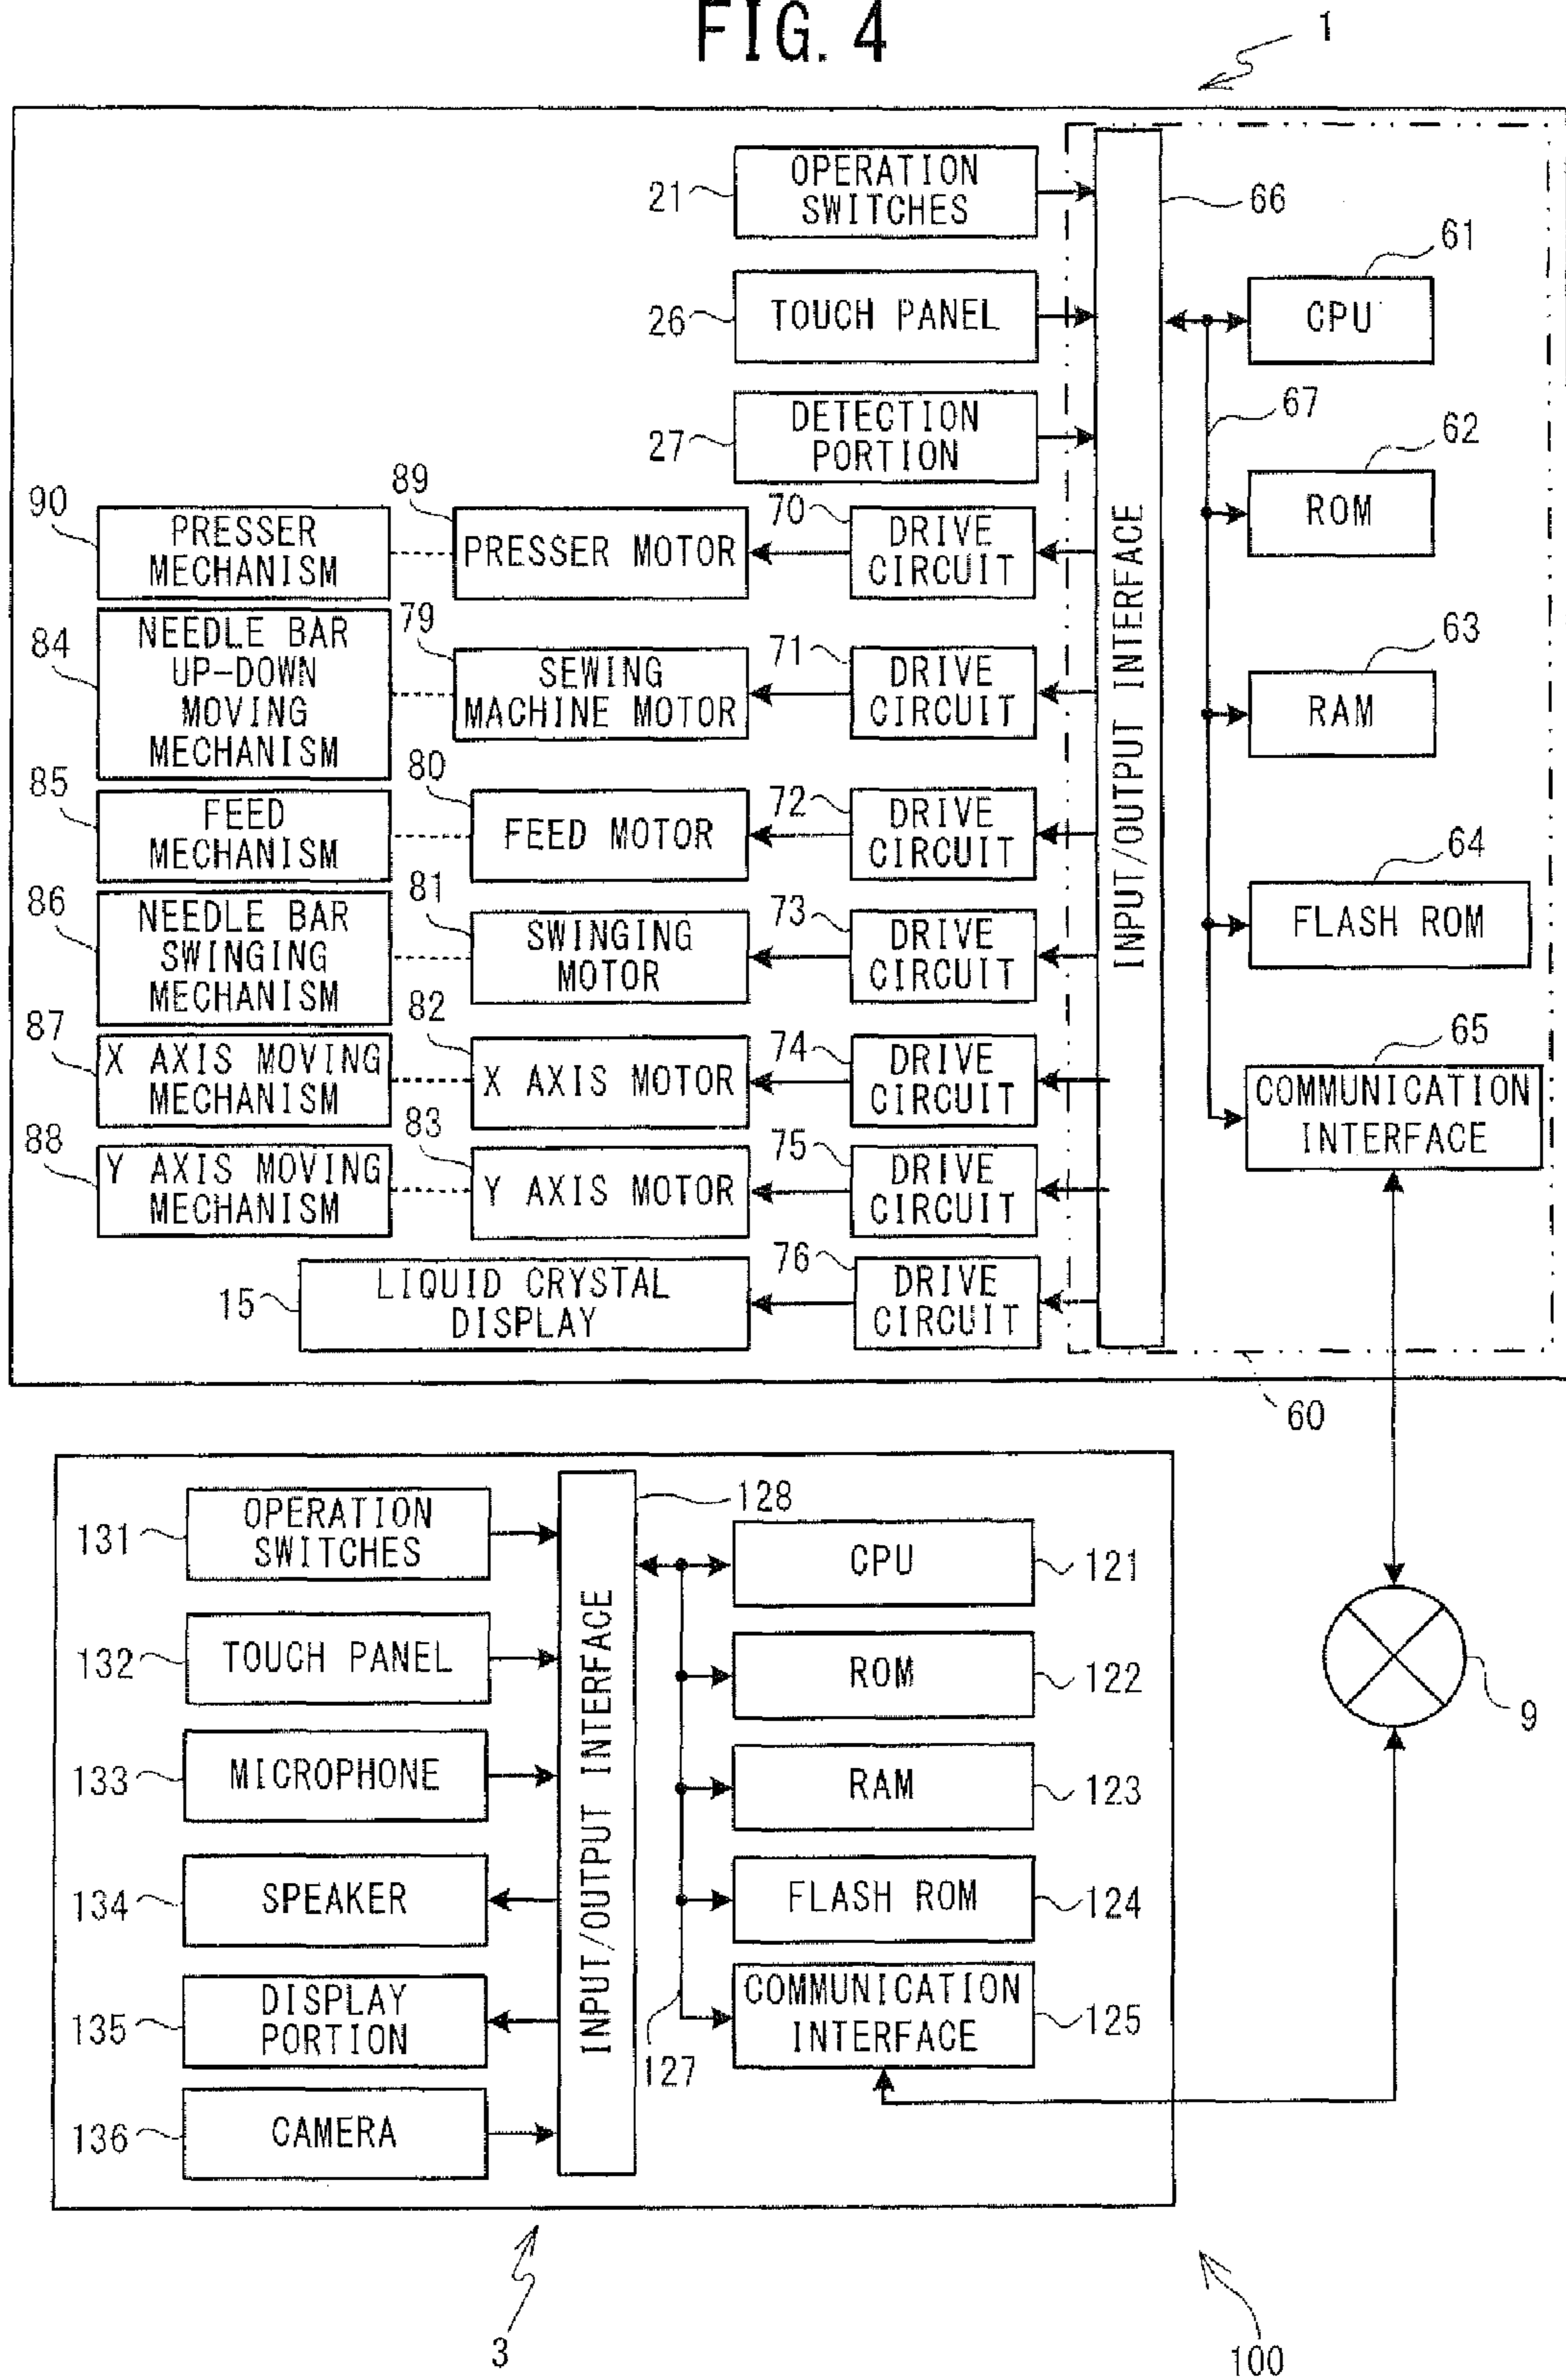 FIG. 4
1
21
OPERATION
SWITCHES
66
61
26
TOUCH PANEL
CPU
67
27
DETECTION
PORTION
62
ROM
90
PRESSER
MECHANISM
89
PRESSER MOTOR
70
DRIVE
CIRCUIT
INPUT/OUTPUT INTERFACE
84
NEEDLE BAR
UP-DOWN
MOVING
MECHANISM
79
SEWING
MACHINE MOTOR
71
DRIVE
CIRCUIT
63
RAM
85
FEED
MECHANISM
80
FEED MOTOR
72
DRIVE
CIRCUIT
64
FLASH ROM
86
NEEDLE BAR
SWINGING
MECHANISM
81
SWINGING
MOTOR
73
DRIVE
CIRCUIT
87
X AXIS MOVING
MECHANISM
82
X AXIS MOTOR
74
DRIVE
CIRCUIT
65
COMMUNICATION
INTERFACE
88
Y AXIS MOVING
MECHANISM
83
Y AXIS MOTOR
75
DRIVE
CIRCUIT
15
LIQUID CRYSTAL
DISPLAY
76
DRIVE
CIRCUIT
60
131
OPERATION
SWITCHES
128
CPU
121
132
TOUCH PANEL
INPUT/OUTPUT INTERFACE
ROM
122
9
133
MICROPHONE
RAM
123
134
SPEAKER
FLASH ROM
124
135
DISPLAY
PORTION
127
COMMUNICATION
INTERFACE
125
136
CAMERA
3
100